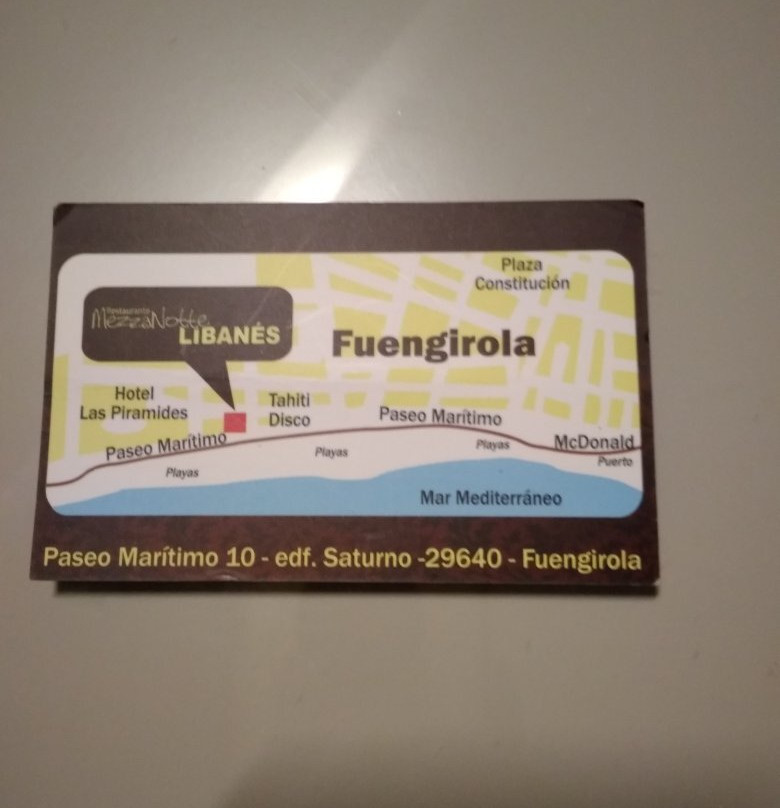 Plaza
Constitución
Restaurante
MezzaNotte
LIBANÉS
Fuengirola
Hotel
Las Piramides
Tahiti
Disco
Paseo Marítimo
Paseo Marítimo
McDonald
Playas
Playas
Playas
Puerto
Mar Mediterráneo
Paseo Marítimo 10 - edf. Saturno -29640 - Fuengirola